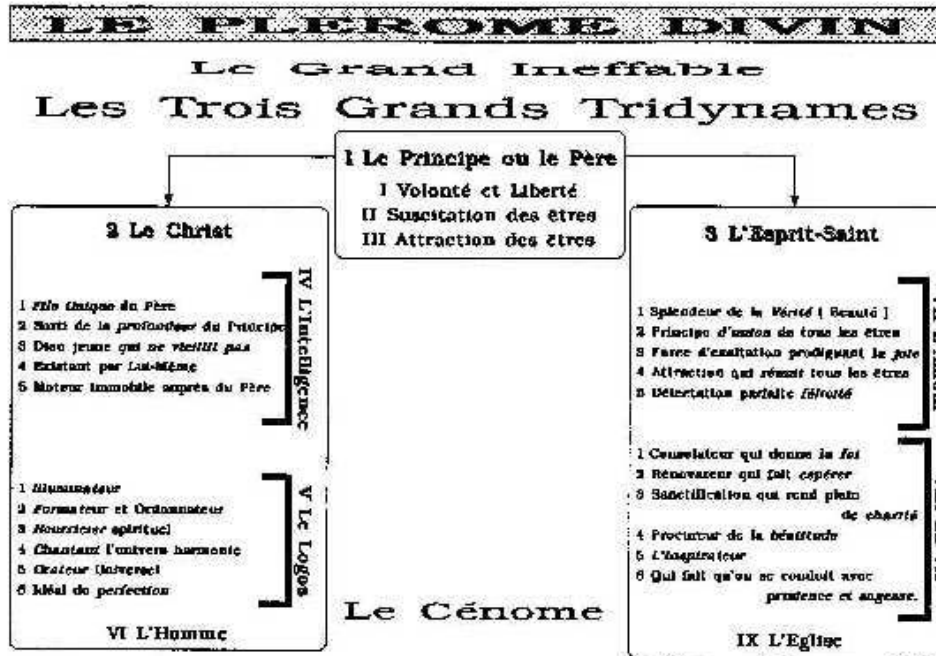 LE PLEROME DIVIN
Le Grand Ineffable
Les Trois Grands Tridynames
1 Le Principe ou le Père
I Volonté et Liberté
II Suscitation des êtres
III Attraction des êtres
2 Le Christ
1 Fils Unique du Père
2 Sorti de la profondeur du Principe
3 Dieu jeune qui ne vieillit pas
4 Existant par Lui-Même
5 Moteur immobile auprès du Père
IV L'Intelligence
1 Illuminateur
2 Formateur et Ordonnateur
3 Nourricier spirituel
4 Chantant l'univers harmonie
5 Orateur Universel
6 Idéal de perfection
V Le Logos
VI L'Homme
3 L'Esprit-Saint
1 Splendeur de la Vérité [ Beauté ]
2 Principe d'union de tous les êtres
3 Force d'exaltation prodiguant la joie
4 Attraction qui réunit tous les êtres
5 Délectation parfaite félicité
1 Consolateur qui donne la foi
2 Rénovateur qui fait espérer
3 Sanctification qui rend plein
de charité
4 Procureur de la béatitude
5 L'inspirateur
6 Qui fait qu'on se conduit avec
prudence et sagesse.
IX L'Eglise
Le Cénome